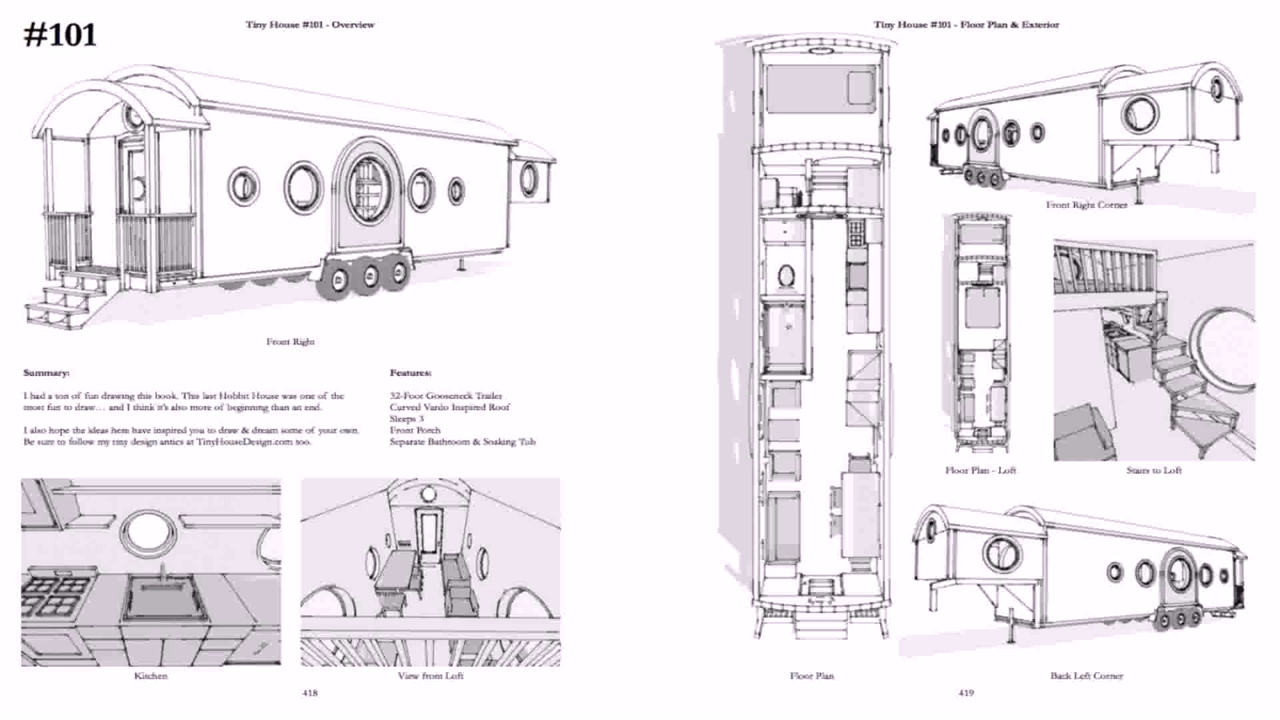 #101
Tiny House #101 - Overview
Front Right
Summary:
I had a ton of fun drawing this book. This last Hobbit House was one of the
most fun to draw… and I think it's also more of beginning than at end.
I also hope the ideas here have inspired you to draw & dream some of your own.
Be sure to follow my tiny design antics at TinyHouseDesign.com too.
Features:
32-Foot Gooseneck Trailer
Curved Vardo Inspired Roof
Sleeps 3
Front Porch
Separate Bathroom & Soaking Tub
Kitchen
View from Loft
418
Tiny House #101 - Floor Plan & Exterior
Front Right Corner
Floor Plan - Loft
Stairs to Loft
Floor Plan
Back Left Corner
419